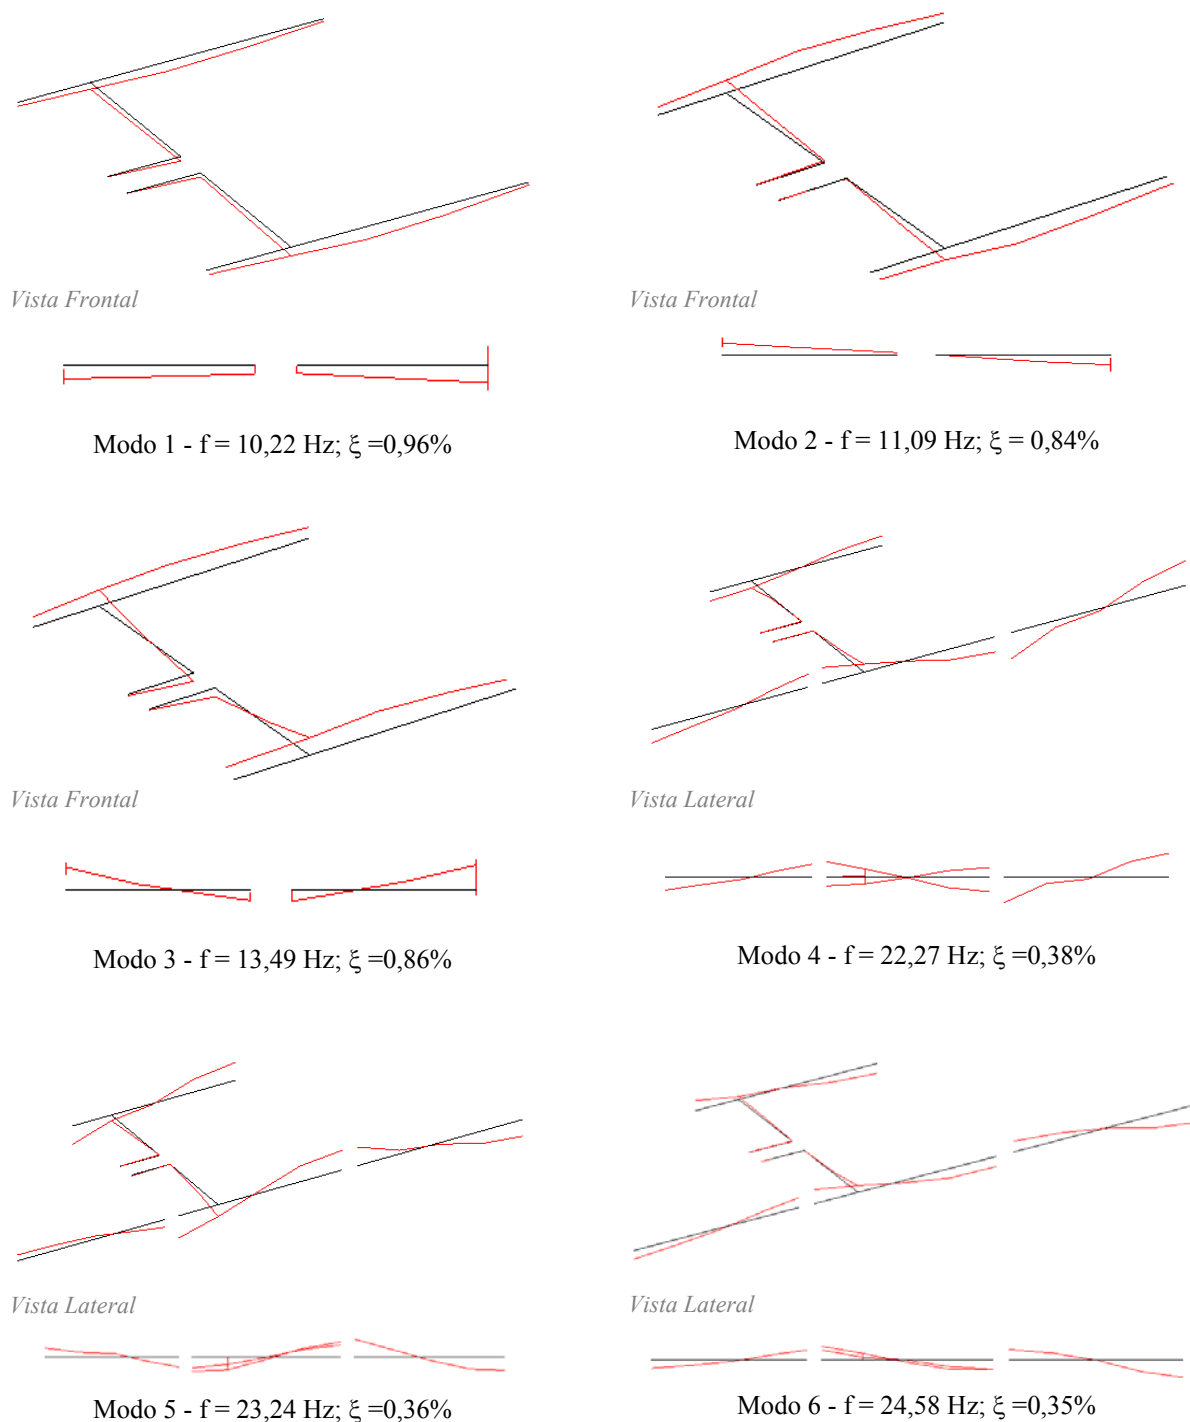 Vista Frontal
Vista Frontal
Modo 1 - f = 10,22 Hz; ξ =0,96%
Modo 2 - f = 11,09 Hz; ξ = 0,84%
Vista Frontal
Vista Lateral
Modo 3 - f = 13,49 Hz; ξ =0,86%
Modo 4 - f = 22,27 Hz; ξ =0,38%
Vista Lateral
Vista Lateral
Modo 5 - f = 23,24 Hz; ξ =0,36%
Modo 6 - f = 24,58 Hz; ξ =0,35%